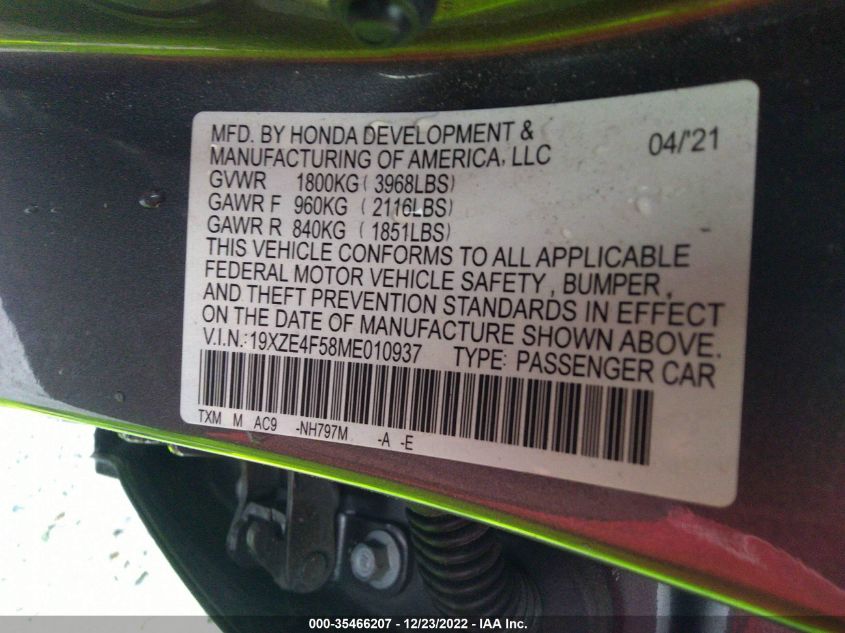 MFD. BY HONDA DEVELOPMENT &
MANUFACTURING OF AMERICA, LLC 04/'21
GVWR 1800KG ( 3968LBS)
GAWR F 960KG ( 2116LBS)
GAWR R 840KG ( 1851LBS)
THIS VEHICLE CONFORMS TO ALL APPLICABLE
FEDERAL MOTOR VEHICLE SAFETY, BUMPER,
AND THEFT PREVENTION STANDARDS IN EFFECT
ON THE DATE OF MANUFACTURE SHOWN ABOVE.
V.I.N.:19XZE4F58ME010937 TYPE: PASSENGER CAR
TXM M AC9 -NH797M -A -E
000-35466207 - 12/23/2022 - IAA Inc.